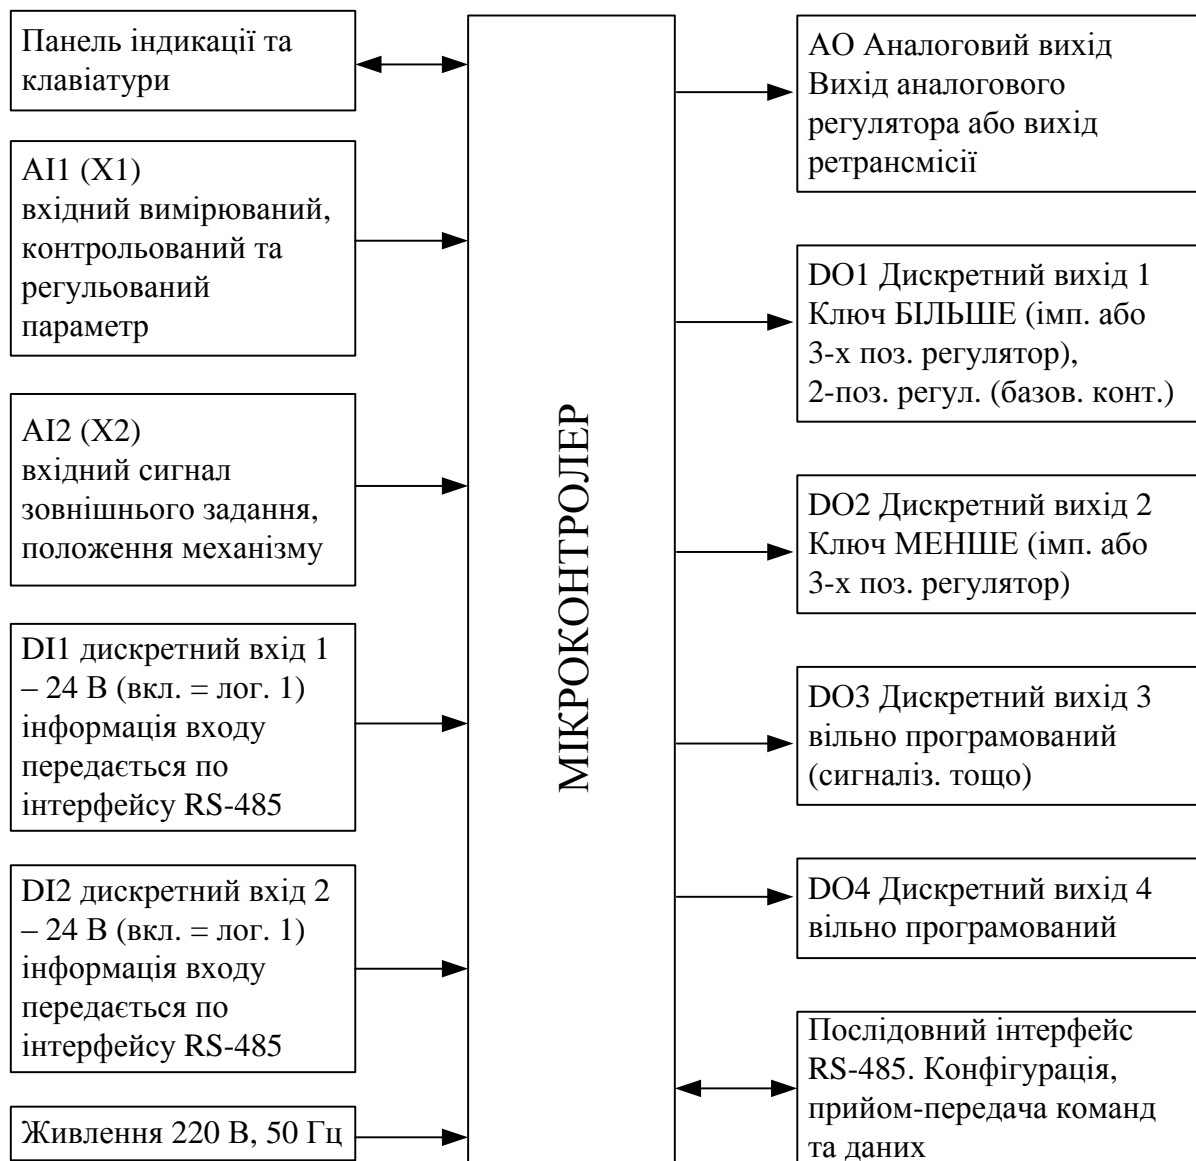 Панель індикації та
клавіатури
AI1 (X1)
вхідний вимірюваний,
контрольований та
регульований
параметр
AI2 (X2)
вхідний сигнал
зовнішнього задання,
положення механізму
DI1 дискретний вхід 1
– 24 В (вкл. = лог. 1)
інформація входу
передається по
інтерфейсу RS-485
DI2 дискретний вхід 2
– 24 В (вкл. = лог. 1)
інформація входу
передається по
інтерфейсу RS-485
Живлення 220 В, 50 Гц
МІКРОКОНТРОЛЕР
АО Аналоговий вихід
Вихід аналогового
регулятора або вихід
ретрансмісії
DO1 Дискретний вихід 1
Ключ БІЛЬШЕ (імп. або
3-х поз. регулятор),
2-поз. регул. (базов. конт.)
DO2 Дискретний вихід 2
Ключ МЕНШЕ (імп. або
3-х поз. регулятор)
DO3 Дискретний вихід 3
вільно програмований
(сигналіз. тощо)
DO4 Дискретний вихід 4
вільно програмований
Послідовний інтерфейс
RS-485. Конфігурація,
прийом-передача команд
та даних